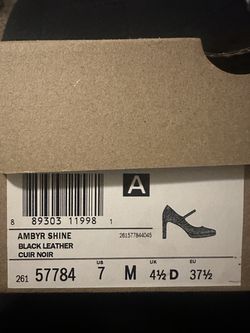 A
8 89303 11998 1
261577844045
AMBYR SHINE
BLACK LEATHER
CUIR NOIR
US UK EU
261 57784 7 M 4½ D 37½